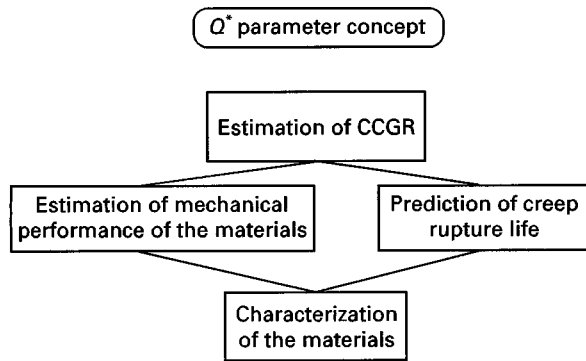 Q* parameter concept
Estimation of CCGR
Estimation of mechanical
performance of the materials
Prediction of creep
rupture life
Characterization
of the materials